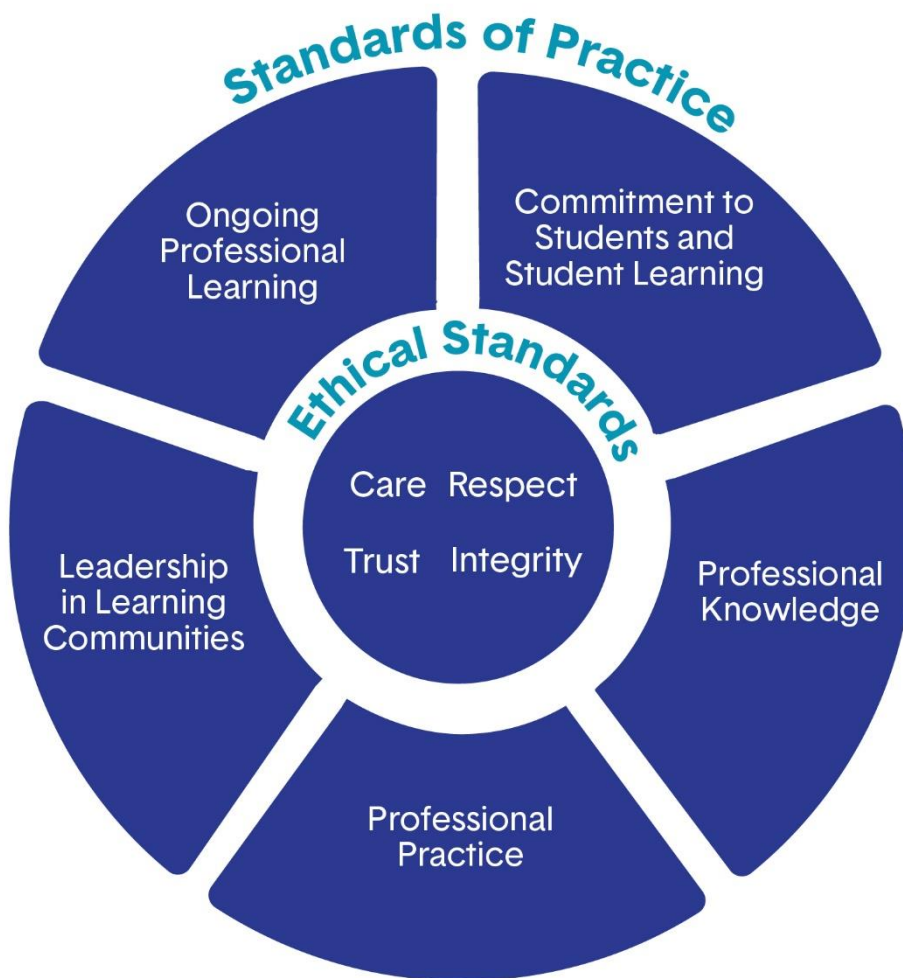 Standards of Practice
Ongoing
Professional
Learning
Commitment to
Students and
Student Learning
Ethical Standards
Care Respect
Trust Integrity
Leadership
in Learning
Communities
Professional
Knowledge
Professional
Practice